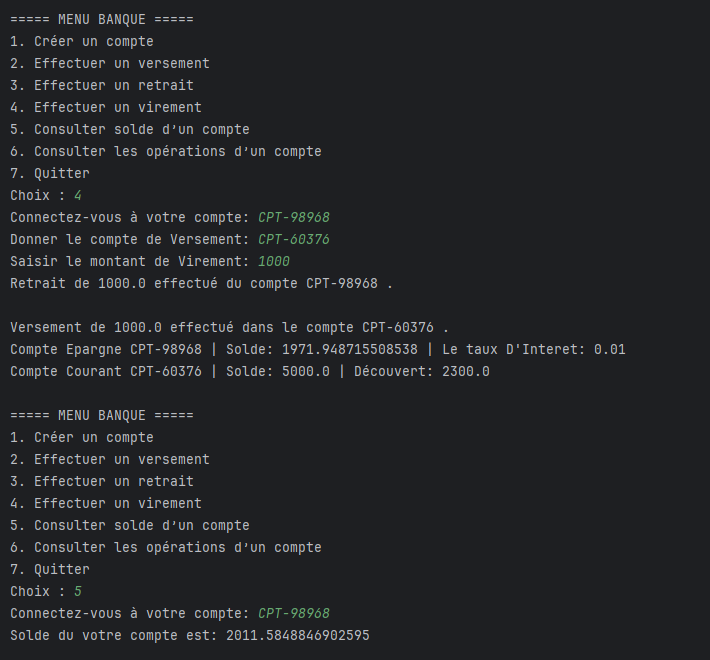 ===== MENU BANQUE =====
1. Créer un compte
2. Effectuer un versement
3. Effectuer un retrait
4. Effectuer un virement
5. Consulter solde d’un compte
6. Consulter les opérations d’un compte
7. Quitter
Choix : 4
Connectez-vous à votre compte: CPT-98968
Donner le compte de Versement: CPT-60376
Saisir le montant de Virement: 1000
Retrait de 1000.0 effectué du compte CPT-98968 .
Versement de 1000.0 effectué dans le compte CPT-60376 .
Compte Epargne CPT-98968 | Solde: 1971.948715508538 | Le taux D'Interet: 0.01
Compte Courant CPT-60376 | Solde: 5000.0 | Découvert: 2300.0
===== MENU BANQUE =====
1. Créer un compte
2. Effectuer un versement
3. Effectuer un retrait
4. Effectuer un virement
5. Consulter solde d’un compte
6. Consulter les opérations d’un compte
7. Quitter
Choix : 5
Connectez-vous à votre compte: CPT-98968
Solde du votre compte est: 2011.5848846902595